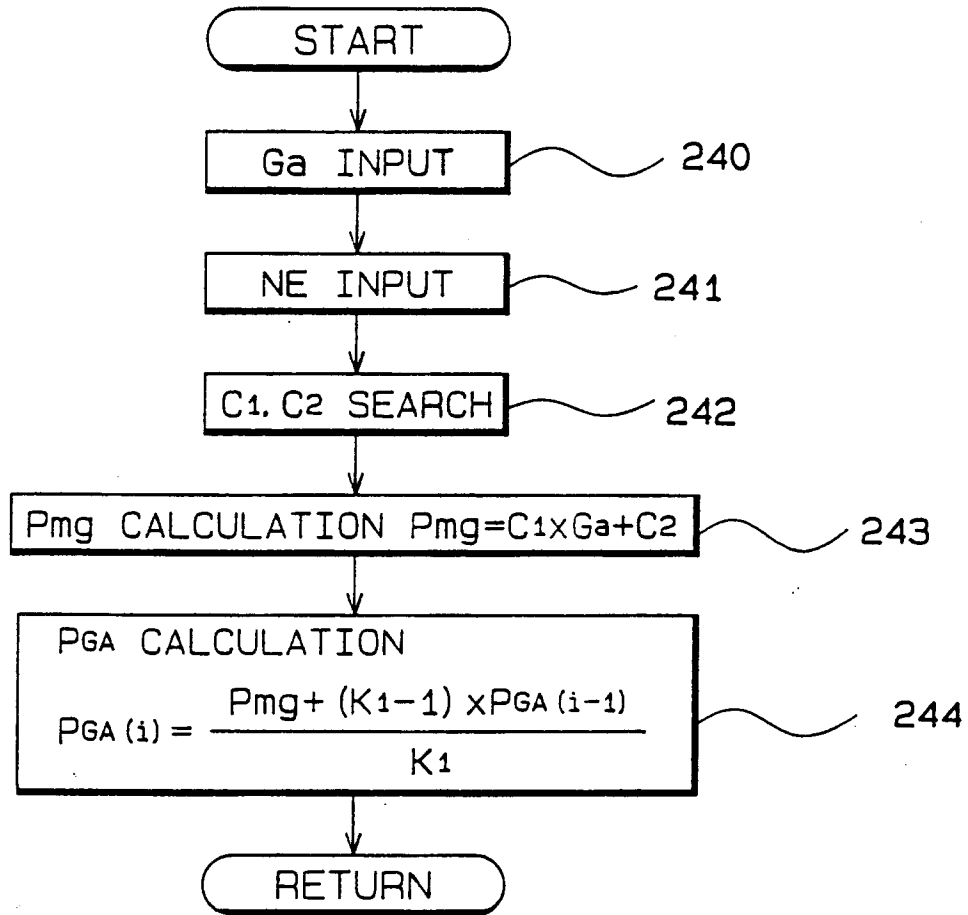 START
Ga INPUT
240
NE INPUT
241
C1. C2 SEARCH
242
Pmg CALCULATION Pmg=C1xGa+C2
243
PGA CALCULATION
PGA (i) = Pmg+ (K1-1) xPGA (i-1)
K1
244
RETURN